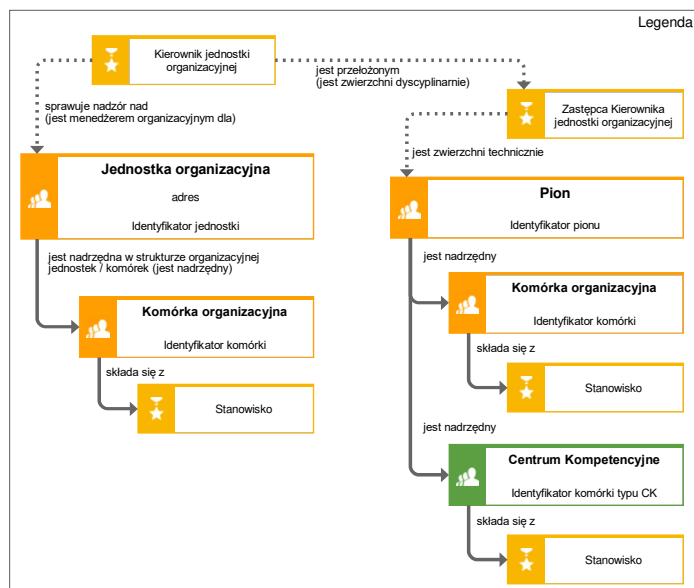 Legenda
Kierownik jednostki
organizacyjnej
jest przełożonym
(jest zwierzchni dyscyplinarnie)
sprawuje nadzór nad
(jest menedżerem organizacyjnym dla)
Zastępca Kierownika
jednostki organizacyjnej
jest zwierzchni technicznie
Jednostka organizacyjna
adres
Identyfikator jednostki
Pion
Identyfikator pionu
jest nadrzędna w strukturze organizacyjnej
jednostek / komórek (jest nadrzędny)
jest nadrzędny
Komórka organizacyjna
Identyfikator komórki
Komórka organizacyjna
Identyfikator komórki
składa się z
składa się z
Stanowisko
Stanowisko
jest nadrzędny
Centrum Kompetencyjne
Identyfikator komórki typu CK
składa się z
Stanowisko